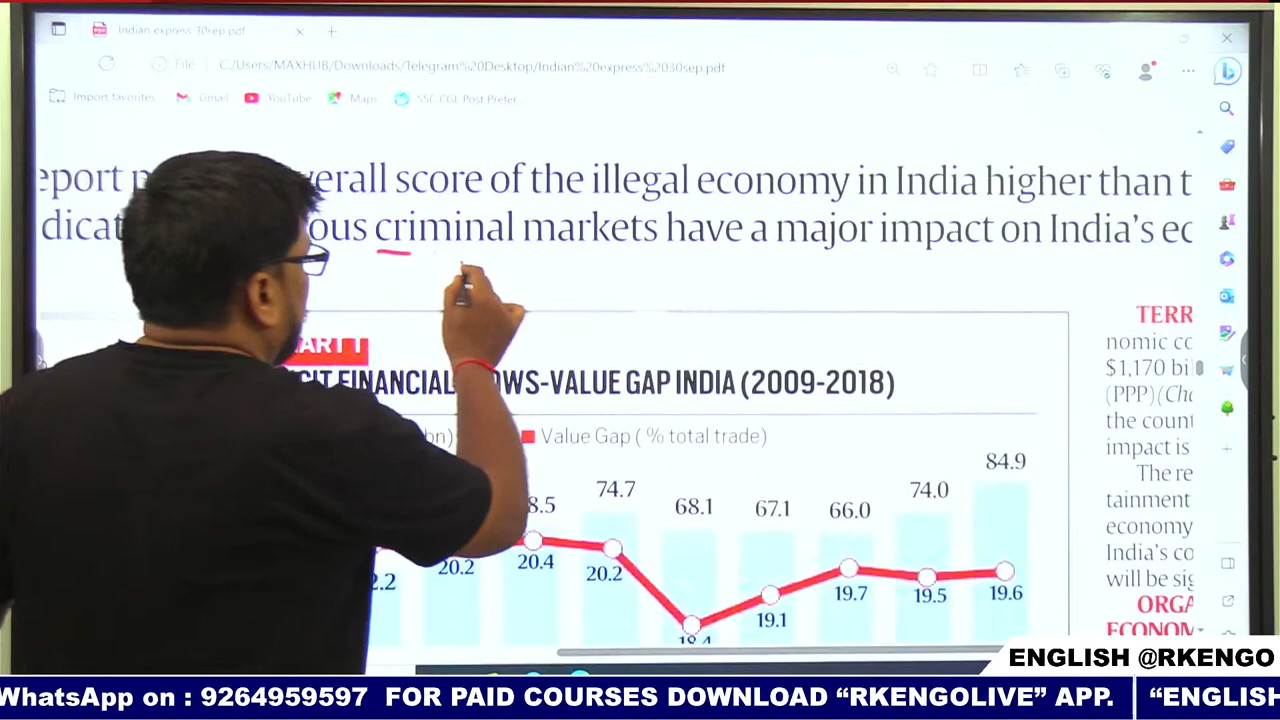 Indian express 30sep.pdf
File C:/Users/MAXHUB/Downloads/Telegram%20Desktop/Indian%20express%2030sep.pdf
Import favorites Gmail YouTube Maps SSC CGL Post Prefer...
eport verall score of the illegal economy in India higher than t
dicat ous criminal markets have a major impact on India's ec
FINANCIAL OWS-VALUE GAP INDIA (2009-2018)
bn) Value Gap ( % total trade)
8.5 74.7 68.1 67.1 66.0 74.0 84.9
2.2 20.2 20.4 20.2 18.4 19.1 19.7 19.5 19.6
TERR
nomic cc
$1,170 bi
(PPP) (Cha
the count
impact is
The re
tainment
economy
India's co
will be sig
ORGA
ECONOM
ENGLISH @RKENGO
WhatsApp on : 9264959597 FOR PAID COURSES DOWNLOAD “RKENGOLIVE” APP. “ENGLISH